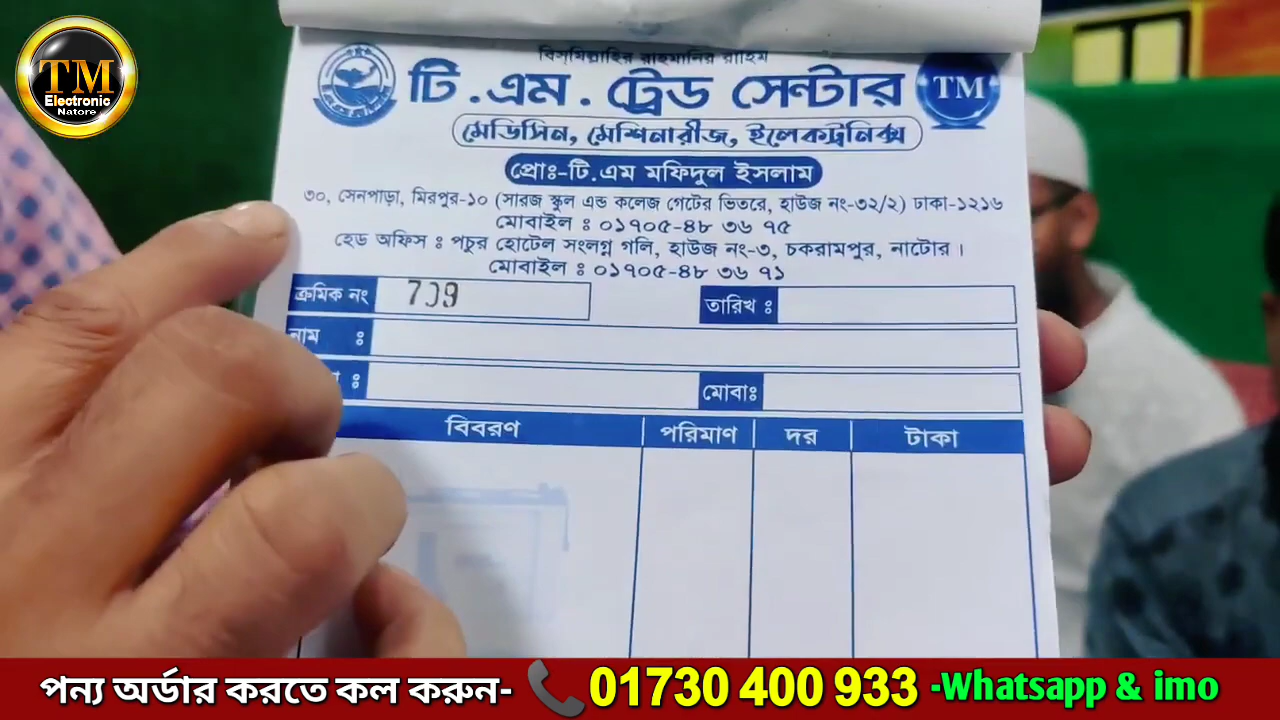 TM
Electronic
Natore
বিসমিল্লাহির রাহমানির রাহিম
টি.এম. ট্রেড সেন্টার
TM
মেডিসিন, মেশিনারীজ, ইলেকট্রনিক্স
প্রোঃ-টি.এম মফিদুল ইসলাম
৩০, সেনপাড়া, মিরপুর-১০ (সারজ স্কুল এন্ড কলেজ গেটের ভিতরে, হাউজ নং-৩২/২) ঢাকা-১২১৬
মোবাইল : ০১৭০৫-৪৮ ৩৬ ৭৫
হেড অফিস : পচুর হোটেল সংলগ্ন গলি, হাউজ নং-৩, চকরামপুর, নাটোর ।
মোবাইল : ০১৭০৫-৪৮ ৩৬ ৭১
ক্রমিক নং 709 তারিখ :
নাম :
: মোবাঃ
বিবরণ পরিমাণ দর টাকা
পন্য অর্ডার করতে কল করুন- 01730 400 933 -Whatsapp & imo